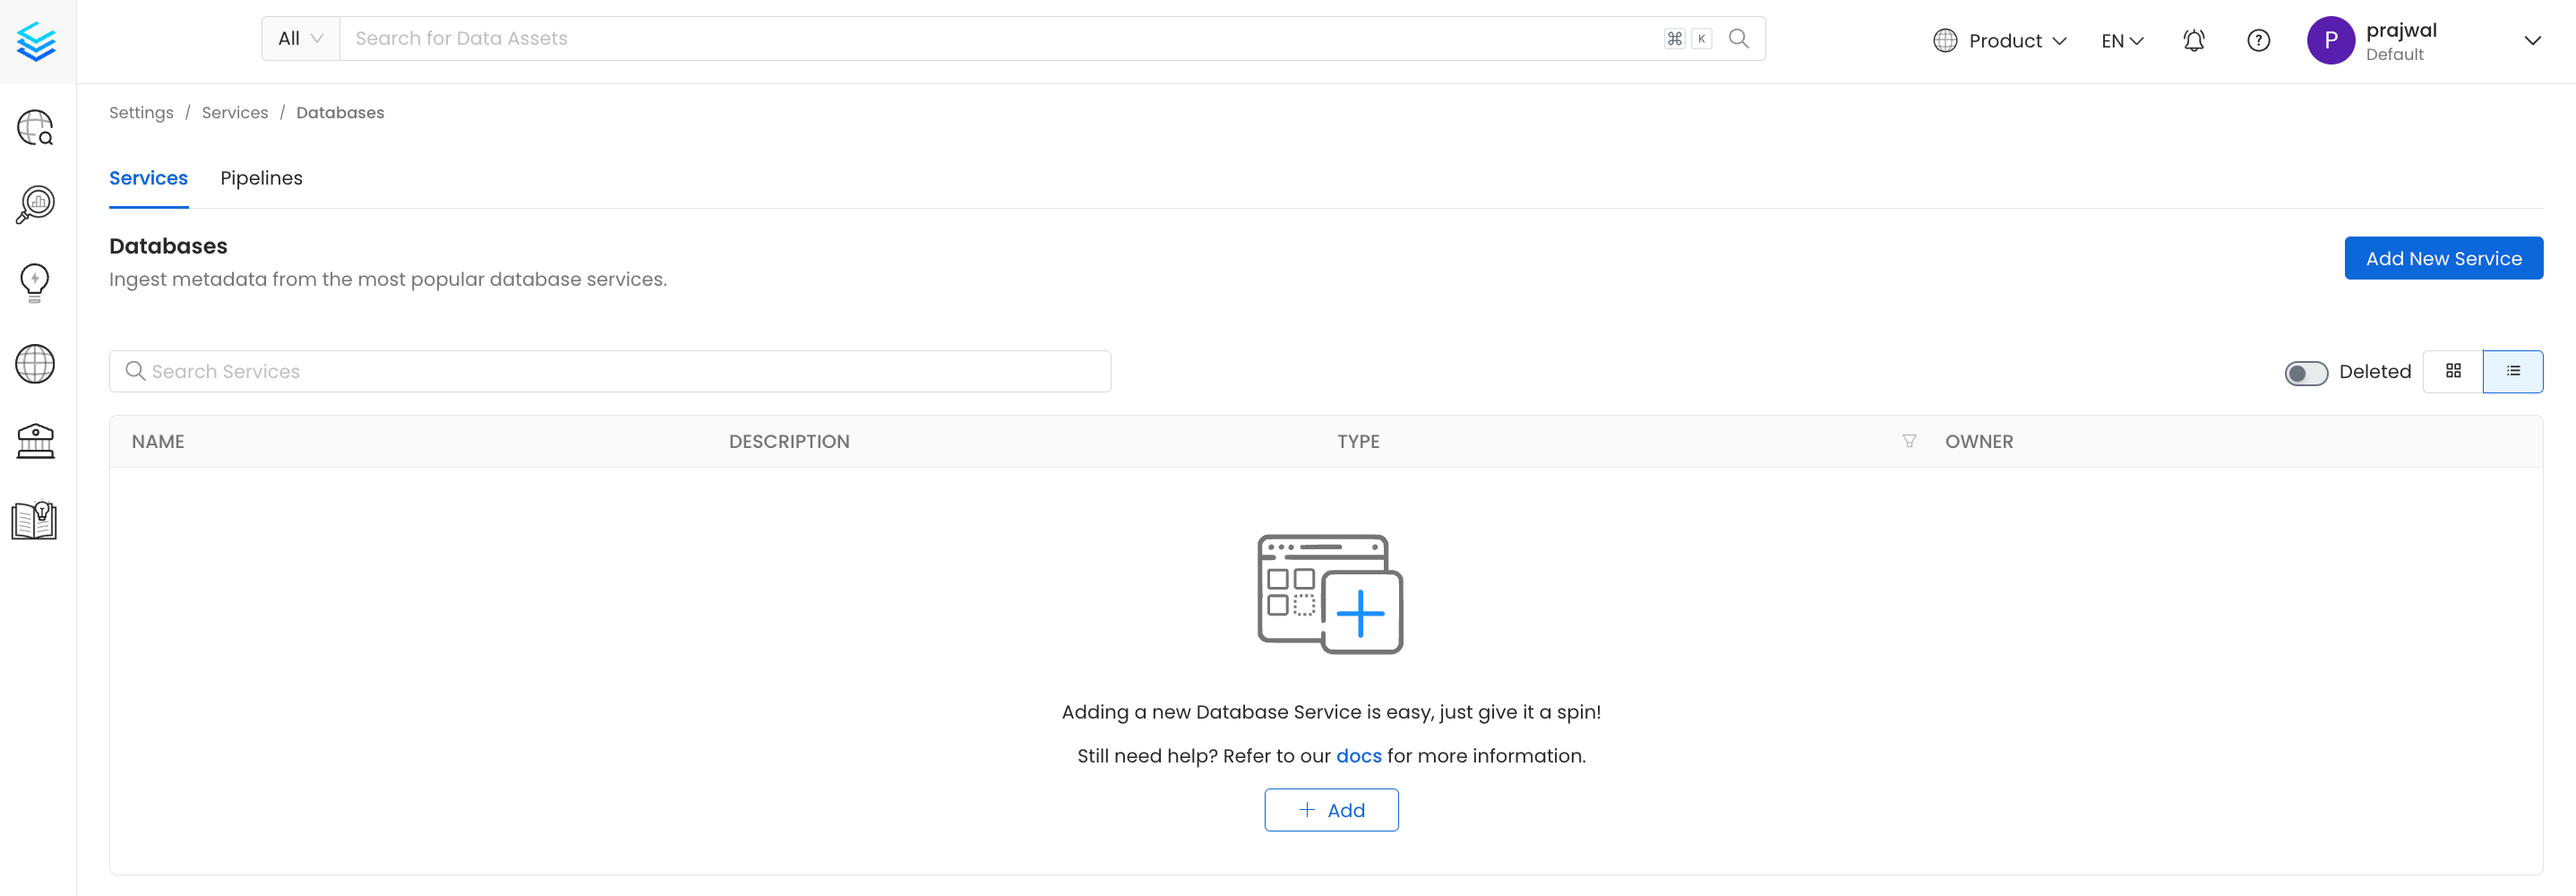 All
Search for Data Assets
⌘ K
Product
EN
P
prajwal
Default
Settings / Services / Databases
Services
Pipelines
Databases
Ingest metadata from the most popular database services.
Add New Service
Search Services
Deleted
NAME
DESCRIPTION
TYPE
OWNER
Adding a new Database Service is easy, just give it a spin!
Still need help? Refer to our docs for more information.
+ Add